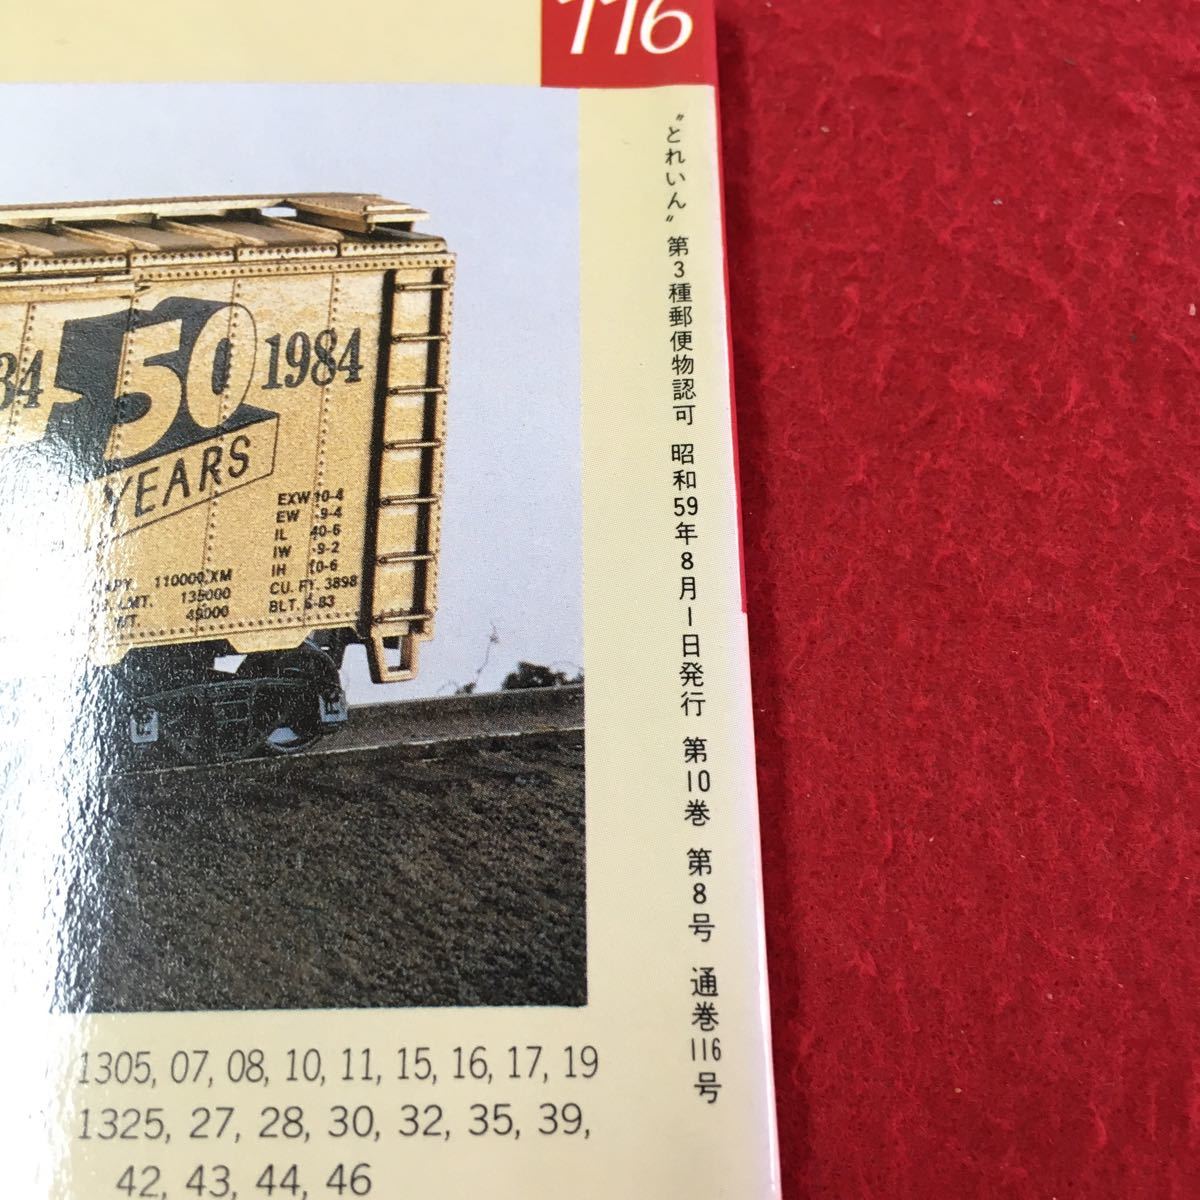 116
"とれいん" 第3種郵便物認可 昭和59年8月1日発行 第10巻 第8号 通巻116号
34 50 1984
YEARS
EXW 10-4
EW 9-4
IL 40-6
IW 9-2
IH 10-6
CU. FT. 3898
BLT. 6-83
CAPY. 110000 XM
LMT. 135000
WT. 49000
1305, 07, 08, 10, 11, 15, 16, 17, 19
1325, 27, 28, 30, 32, 35, 39,
42, 43, 44, 46